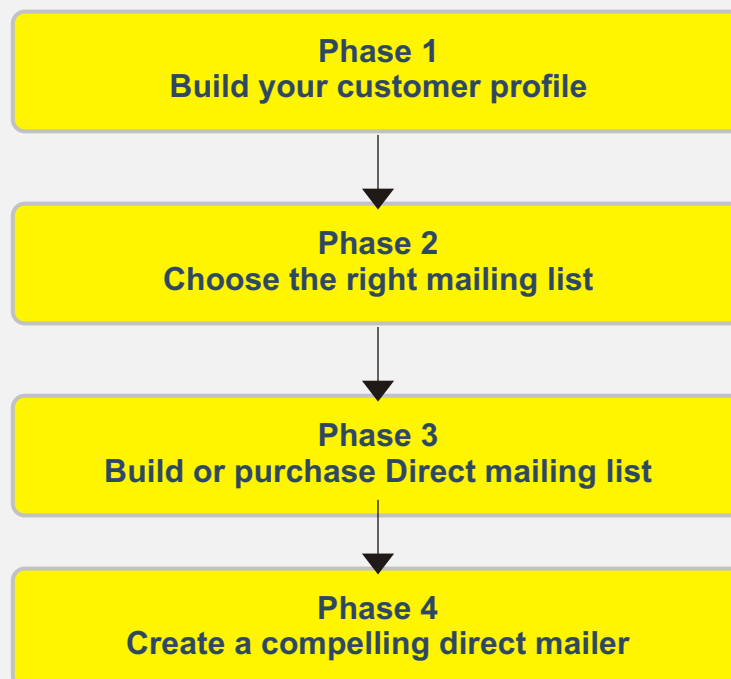 Phase 1
Build your customer profile
Phase 2
Choose the right mailing list
Phase 3
Build or purchase Direct mailing list
Phase 4
Create a compelling direct mailer